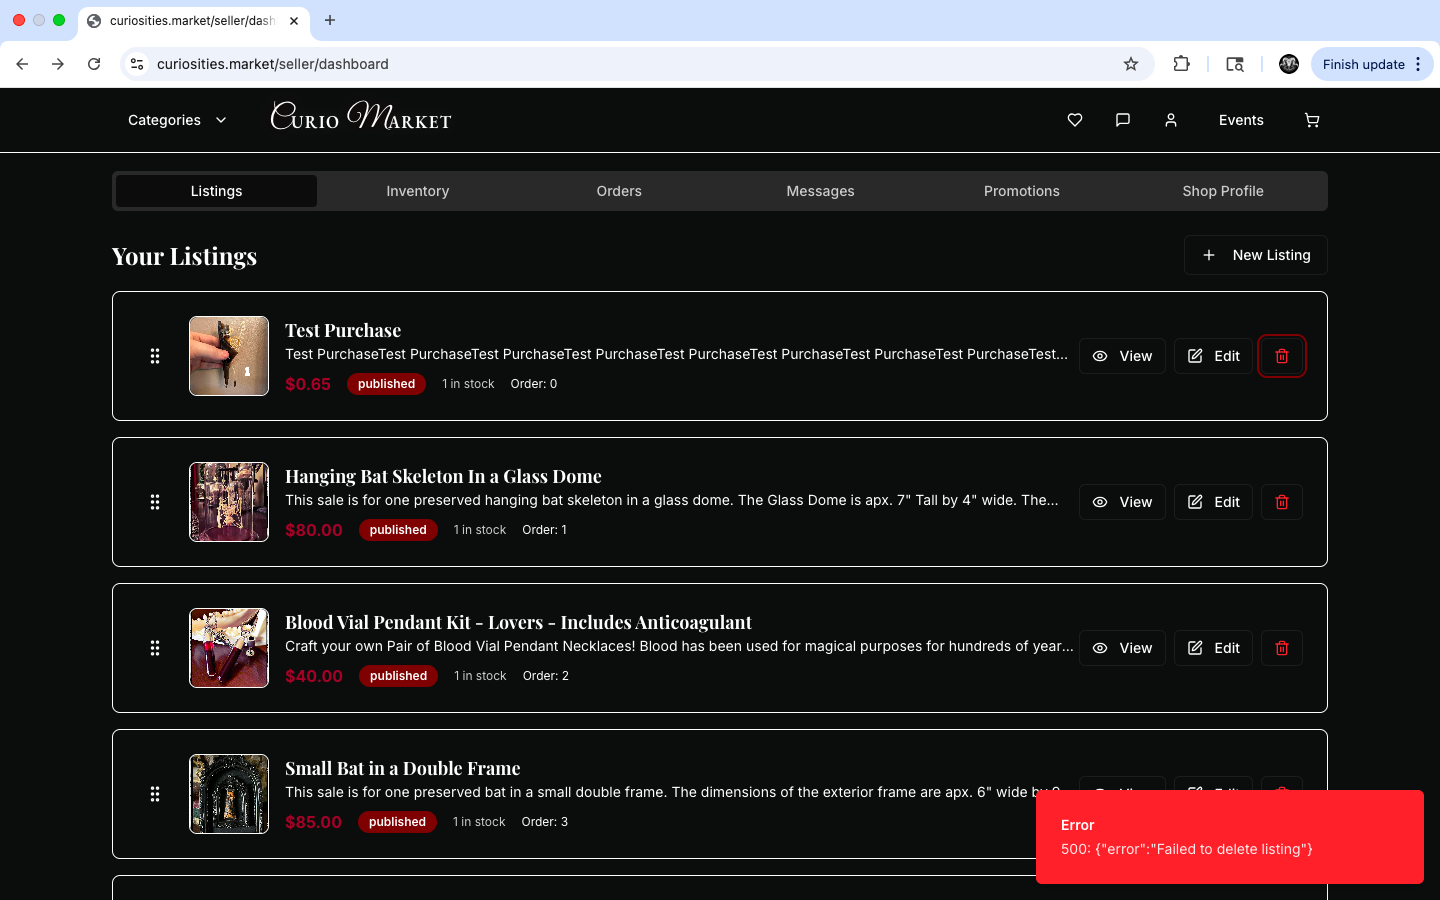 curiosities.market/seller/dash
curiosities.market/seller/dashboard
Finish update
Categories
Curio Market
Events
Listings
Inventory
Orders
Messages
Promotions
Shop Profile
Your Listings
New Listing
Test Purchase
Test PurchaseTest PurchaseTest PurchaseTest PurchaseTest PurchaseTest PurchaseTest PurchaseTest PurchaseTest...
$0.65
published
1 in stock
Order: 0
View
Edit
Hanging Bat Skeleton In a Glass Dome
This sale is for one preserved hanging bat skeleton in a glass dome. The Glass Dome is apx. 7" Tall by 4" wide. The...
$80.00
published
1 in stock
Order: 1
View
Edit
Blood Vial Pendant Kit - Lovers - Includes Anticoagulant
Craft your own Pair of Blood Vial Pendant Necklaces! Blood has been used for magical purposes for hundreds of year...
$40.00
published
1 in stock
Order: 2
View
Edit
Small Bat in a Double Frame
This sale is for one preserved bat in a small double frame. The dimensions of the exterior frame are apx. 6" wide by
$85.00
published
1 in stock
Order: 3
Error
500: {"error":"Failed to delete listing"}